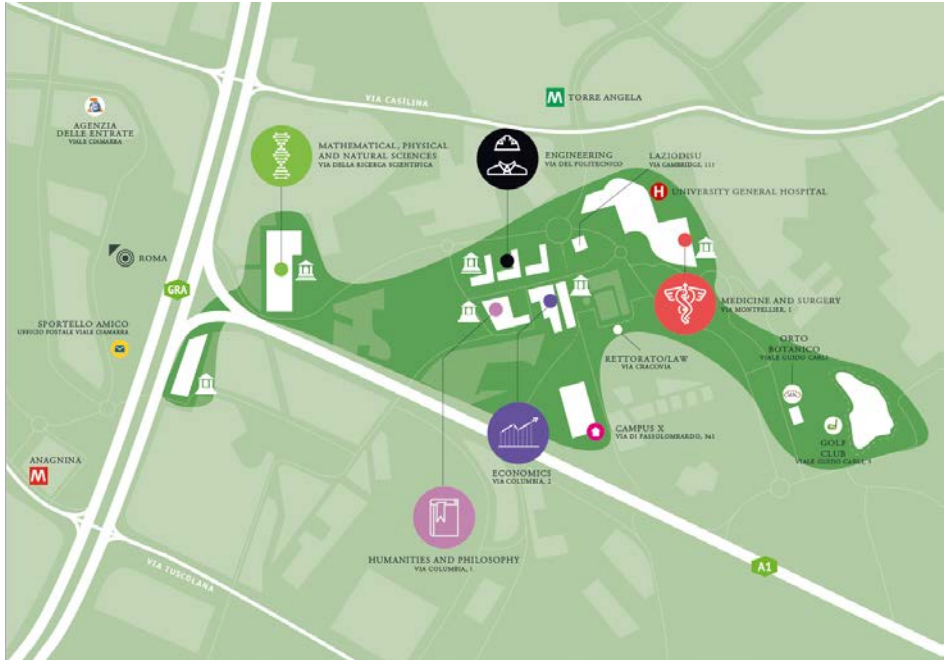 VIA CASILINA
M TORRE ANGELA
AGENZIA
DELLE ENTRATE
VIALE CIAMARRA
MATHEMATICAL, PHYSICAL
AND NATURAL SCIENCES
VIA DELLA RICERCA SCIENTIFICA
ENGINEERING
VIA DEL POLITECNICO
LAZIODISU
VIA CAMBRIDGE, 115
H UNIVERSITY GENERAL HOSPITAL
ROMA
GRA
SPORTELLO AMICO
UFFICIO POSTALE VIALE CIAMARRA
MEDICINE AND SURGERY
VIA MONTPELLIER, 1
ORTO
BOTANICO
VIALE GUIDO CARLI
RETTORATO/LAW
VIA CRACOVIA
CAMPUS X
VIA DI PASSOLOMBARDO, 341
GOLF
CLUB
VIALE GUIDO CARLI, 5
ANAGNINA
M
ECONOMICS
VIA COLUMBIA, 2
HUMANITIES AND PHILOSOPHY
VIA COLUMBIA, 1
VIA TUSCOLANA
A1